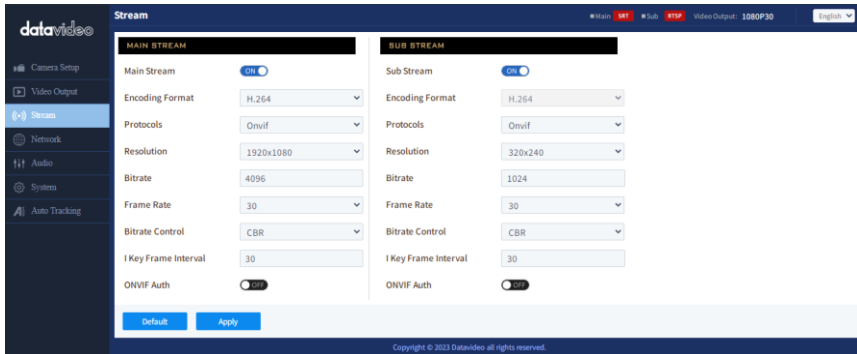 datavideo
Stream
Main SRT Sub RTSP Video Output: 1080P30 English
Camera Setup
Video Output
Stream
Network
Audio
System
Auto Tracking
MAIN STREAM
Main Stream ON
Encoding Format H.264
Protocols Onvif
Resolution 1920x1080
Bitrate 4096
Frame Rate 30
Bitrate Control CBR
I Key Frame Interval 30
ONVIF Auth OFF
SUB STREAM
Sub Stream ON
Encoding Format H.264
Protocols Onvif
Resolution 320x240
Bitrate 1024
Frame Rate 30
Bitrate Control CBR
I Key Frame Interval 30
ONVIF Auth OFF
Default Apply
Copyright © 2023 Datavideo all rights reserved.